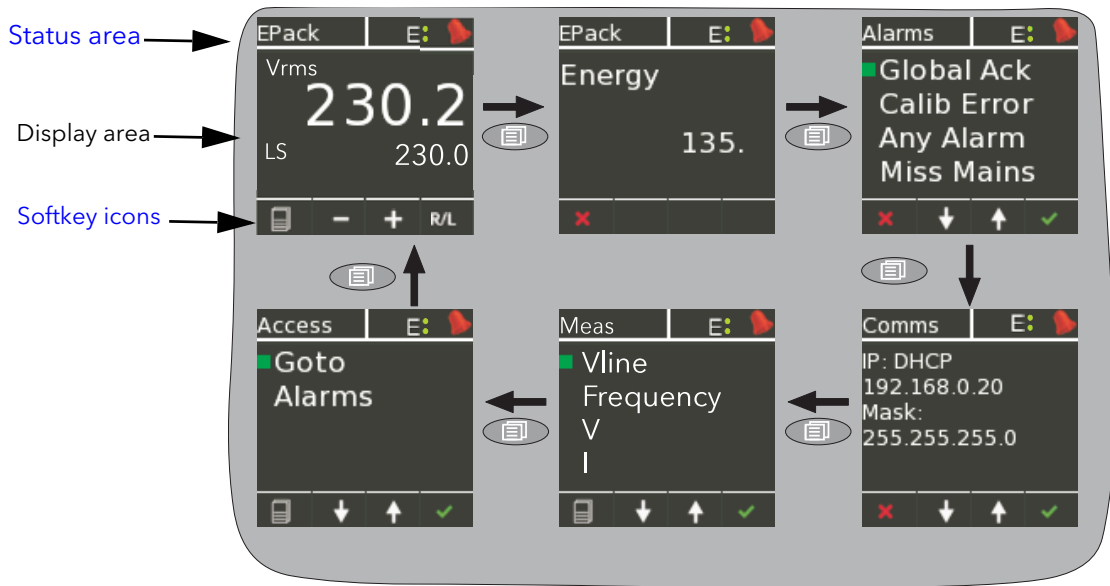 Status area
Display area
Softkey icons
EPack E:
Vrms
230.2
LS 230.0
R/L
EPack E:
Energy
135.
Alarms E:
Global Ack
Calib Error
Any Alarm
Miss Mains
Access E:
Goto
Alarms
Meas E:
Vline
Frequency
V
I
Comms E:
IP: DHCP
192.168.0.20
Mask:
255.255.255.0